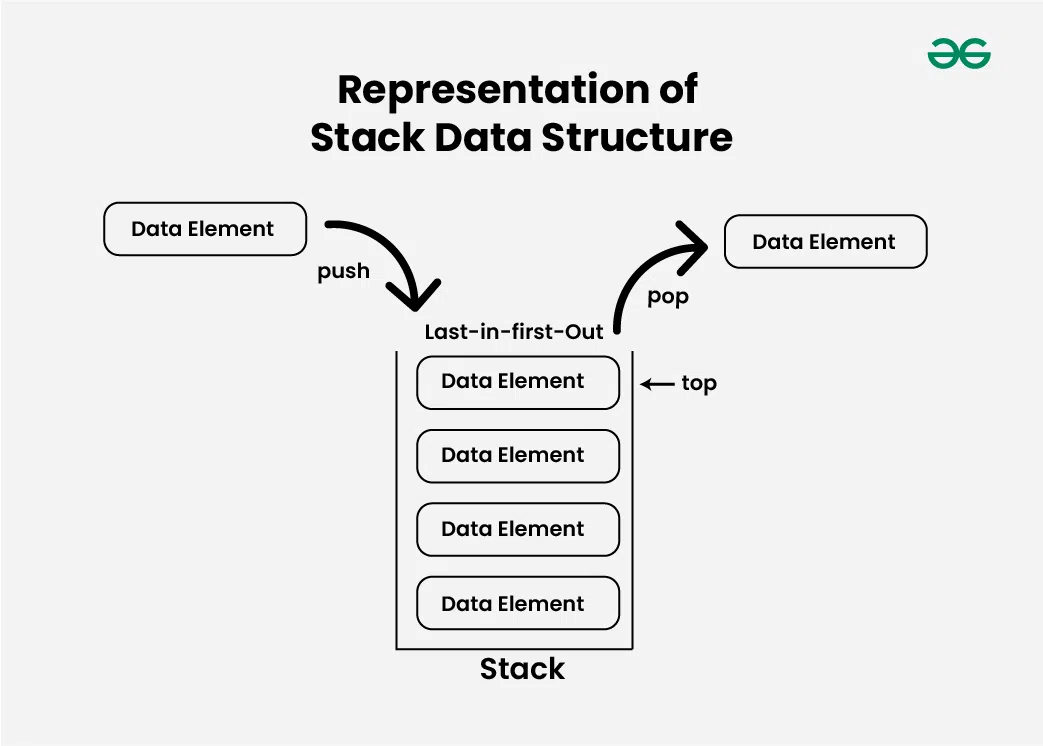 Representation of
Stack Data Structure
Data Element
push
Data Element
pop
Last-in-first-Out
Data Element
top
Data Element
Data Element
Data Element
Stack